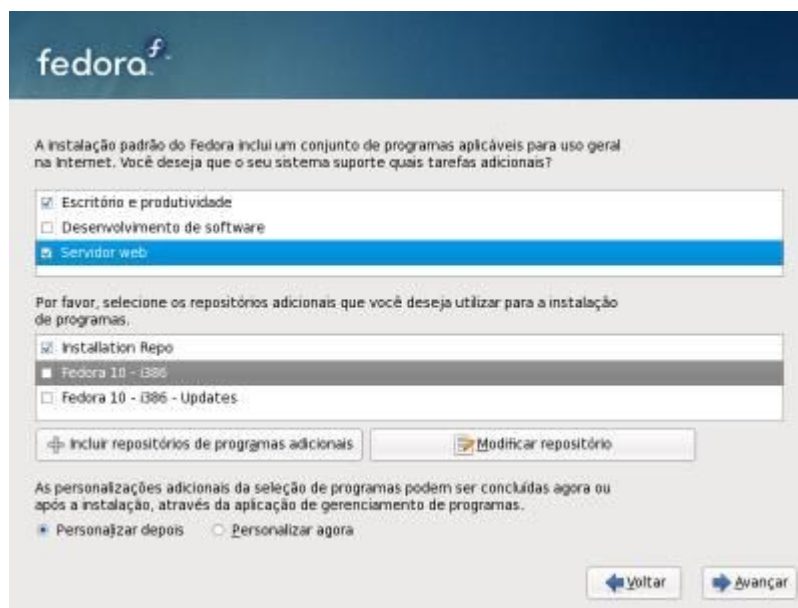 fedora
A instalação padrão do Fedora inclui um conjunto de programas aplicáveis para uso geral
na Internet. Você deseja que o seu sistema suporte quais tarefas adicionais?
Escritório e produtividade
Desenvolvimento de software
Servidor web
Por favor, selecione os repositórios adicionais que você deseja utilizar para a instalação
de programas.
Installation Repo
Fedora 10 - i386
Fedora 10 - i386 - Updates
Incluir repositórios de programas adicionais
Modificar repositório
As personalizações adicionais da seleção de programas podem ser concluídas agora ou
após a instalação, através da aplicação de gerenciamento de programas.
Personalizar depois
Personalizar agora
Voltar
Avançar